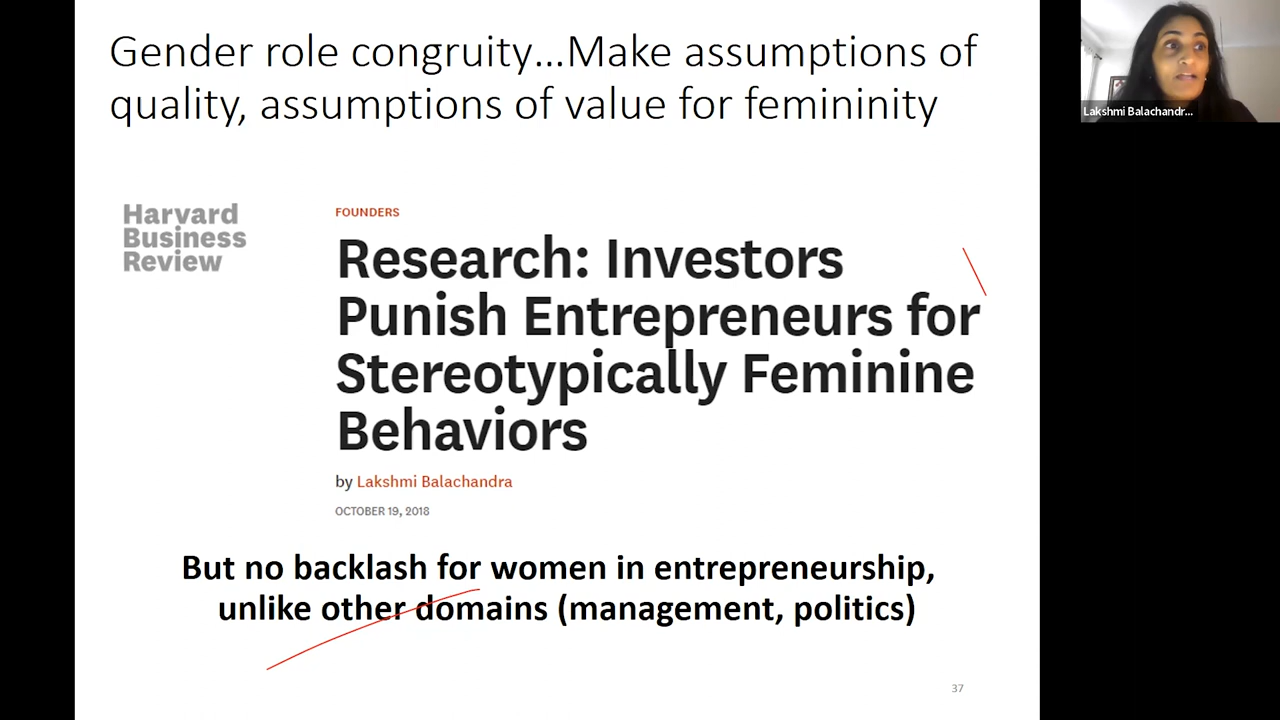 Gender role congruity...Make assumptions of
quality, assumptions of value for femininity
Lakshmi Balachandr...
Harvard
Business
Review
FOUNDERS
Research: Investors
Punish Entrepreneurs for
Stereotypically Feminine
Behaviors
by Lakshmi Balachandra
OCTOBER 19, 2018
But no backlash for women in entrepreneurship,
unlike other domains (management, politics)
37